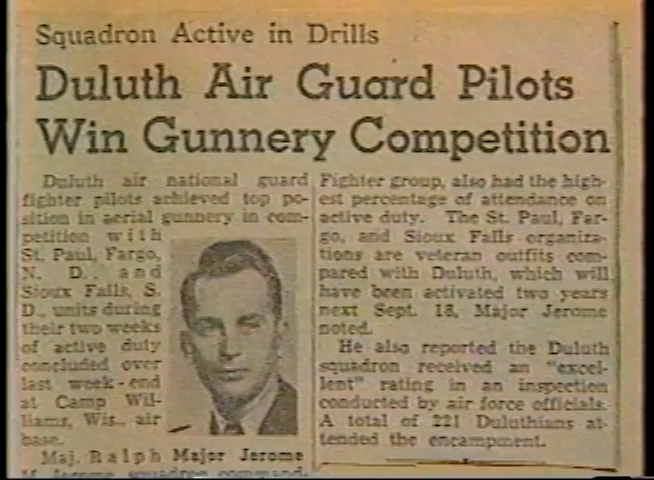 Squadron Active in Drills
Duluth Air Guard Pilots
Win Gunnery Competition
Duluth air national guard
fighter pilots achieved top po-
sition in aerial gunnery in com-
petition with
St. Paul, Fargo,
N. D., and
Sioux Falls, S.
D., units during
their two weeks
of active duty
concluded over
last week-end
at Camp Wil-
liams, Wis., air
base.
Maj. Ralph
Major Jerome
M. Jerome squadron command-
Fighter group, also had the high-
est percentage of attendance on
active duty. The St. Paul, Far-
go, and Sioux Falls organiza-
tions are veteran outfits com-
pared with Duluth, which will
have been activated two years
next Sept. 18, Major Jerome
noted.
He also reported the Duluth
squadron received an "excel-
lent" rating in an inspection
conducted by air force officials.
A total of 221 Duluthians at-
tended the encampment.